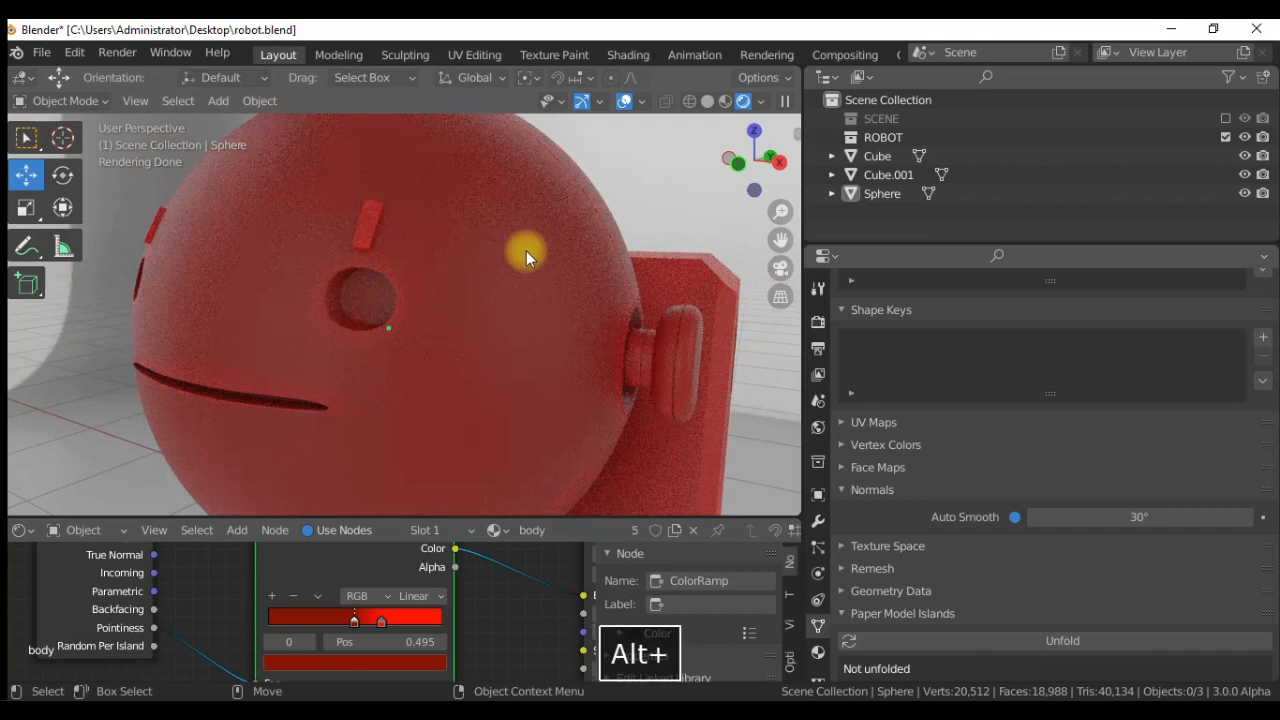 Blender* [C:\Users\Administrator\Desktop\robot.blend]
File Edit Render Window Help Layout Modeling Sculpting UV Editing Texture Paint Shading Animation Rendering Compositing Scene View Layer
Orientation: Default Drag: Select Box Global Options
Object Mode View Select Add Object
User Perspective
(1) Scene Collection | Sphere
Rendering Done
Z
Y
X
Scene Collection
SCENE
ROBOT
Cube
Cube.001
Sphere
Shape Keys
UV Maps
Vertex Colors
Face Maps
Normals
Auto Smooth 30°
Texture Space
Remesh
Geometry Data
Paper Model Islands
Unfold
Not unfolded
Object View Select Add Node Use Nodes Slot 1 body 5
True Normal
Incoming
Parametric
Backfacing
Pointiness
Random Per Island
body
Color
Alpha
RGB Linear
0 Pos 0.495
Node
Name: ColorRamp
Label:
Color
Edit Linked Library
No
T
Vi
Opti
Alt+
Select Box Select Move Object Context Menu Scene Collection | Sphere | Verts:20,512 | Faces:18,988 | Tris:40,134 | Objects:0/3 | 3.0.0 Alpha